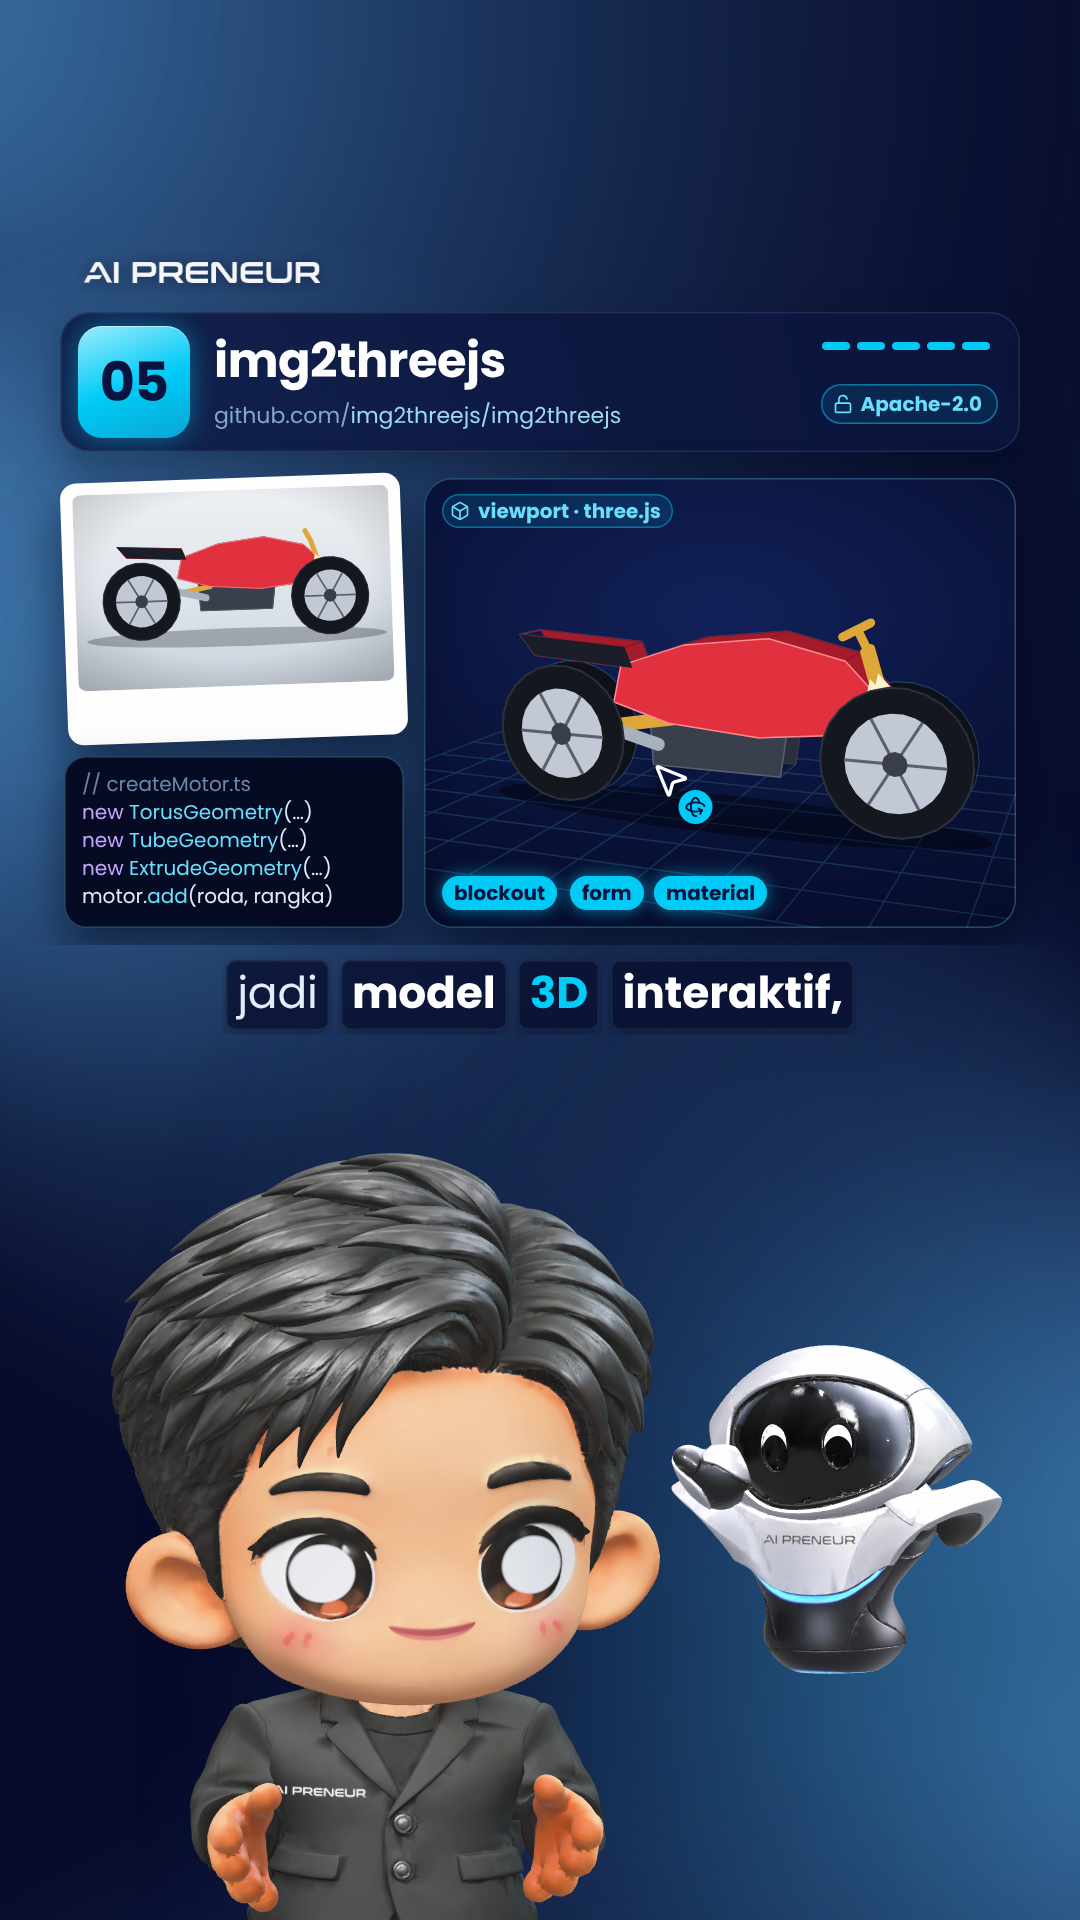 AI PRENEUR
05
img2threejs
github.com/img2threejs/img2threejs
Apache-2.0
viewport · three.js
// createMotor.ts
new TorusGeometry(...)
new TubeGeometry(...)
new ExtrudeGeometry(...)
motor.add(roda, rangka)
blockout
form
material
jadi model 3D interaktif,
AI PRENEUR
AI PRENEUR